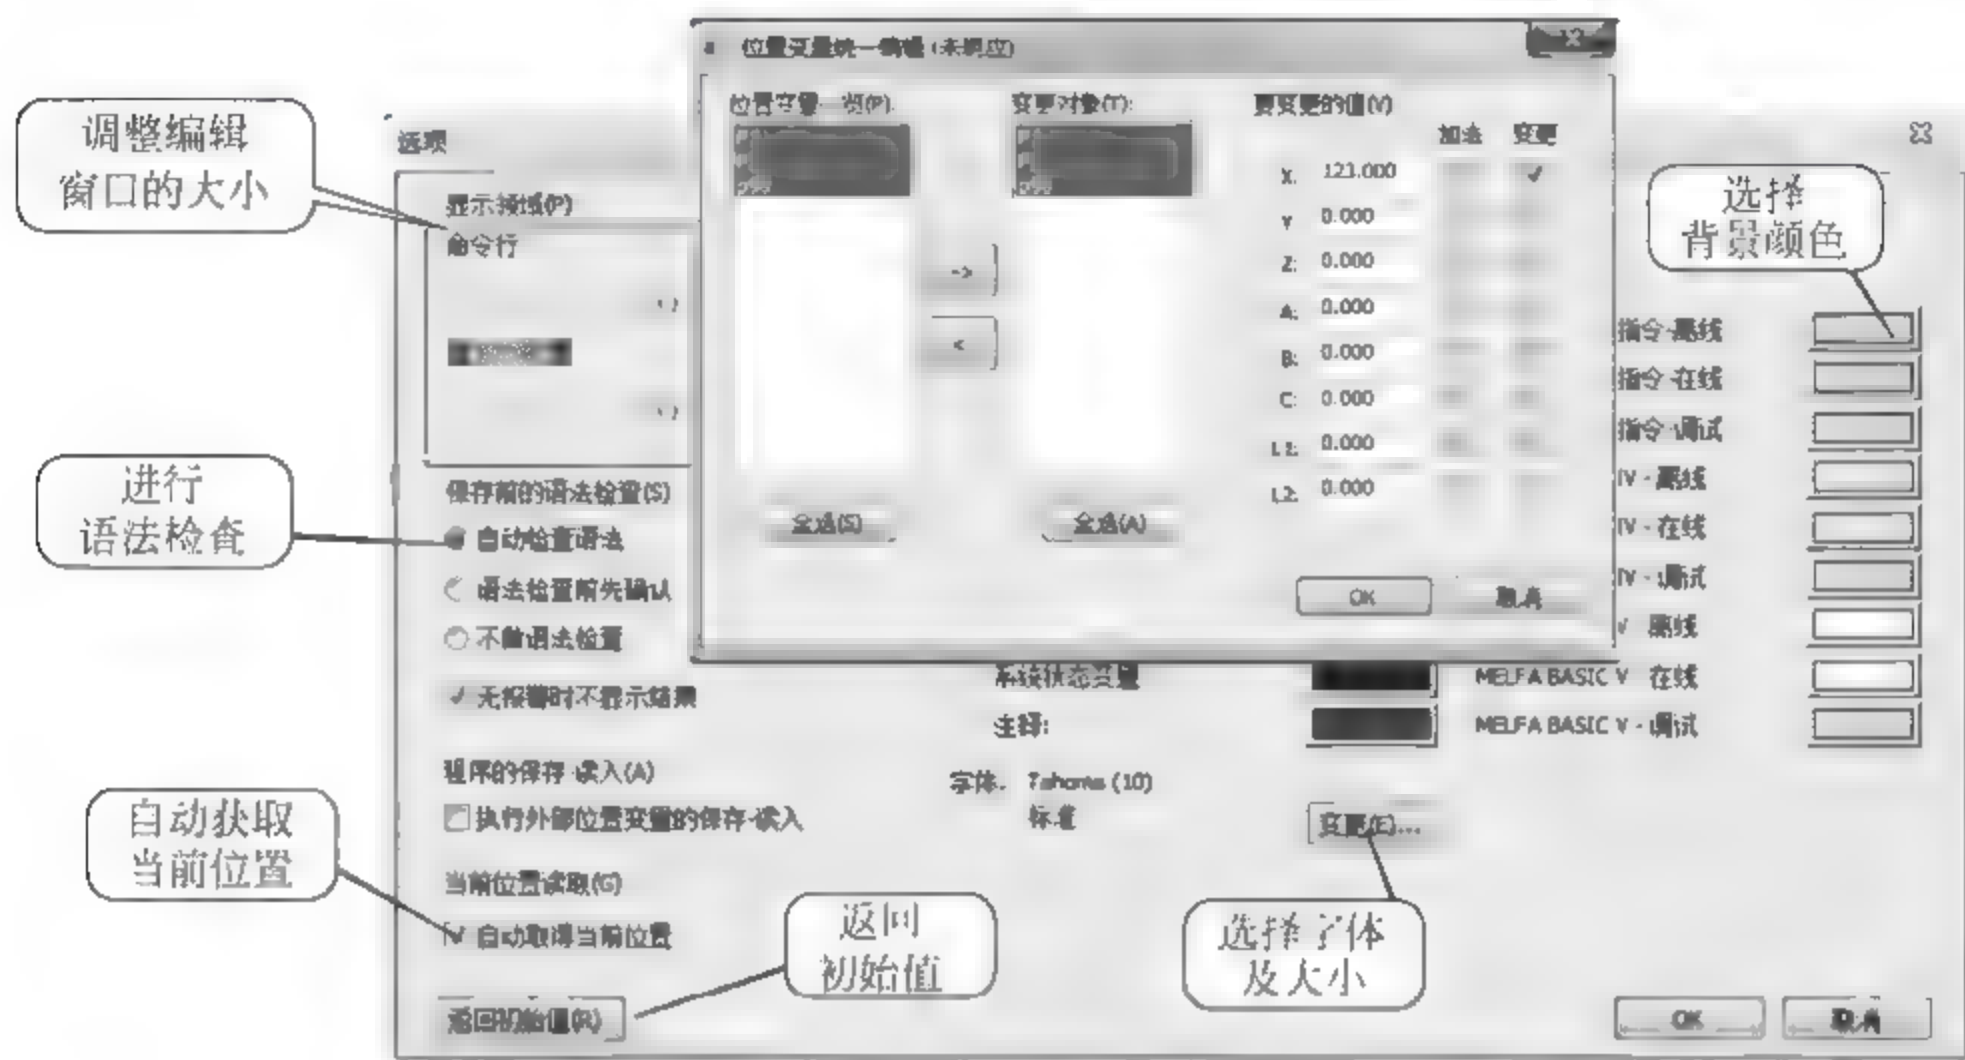 位置变量统一编辑 (未响应)
位置变量一览(P):
变更对象(T):
要变更的值(V)
加法
变更
X:
123.000
Y
0.000
Z:
0.000
A:
0.000
B:
0.000
C:
0.000
L1:
0.000
L2:
0.000
->
<
全选(S)
全选(A)
OK
取消
调整编辑
窗口的大小
选项
显示领域(P)
命令行
选择
背景颜色
指令-离线
指令-在线
指令-调试
IV - 离线
IV - 在线
IV - 调试
V 离线
进行
语法检查
保存前的语法检查(S)
自动检查语法
语法检查前先确认
不做语法检查
无报警时不显示结果
系统状态变量
MELFA BASIC V 在线
注释:
MELFA BASIC V - 调试
程序的保存·读入(A)
执行外部位置变量的保存·读入
字体:
Tahoma (10)
标准
变更(E)...
自动获取
当前位置
当前位置读取(G)
自动取得当前位置
返回
初始值
选择字体
及大小
返回初始值(R)
OK
取消